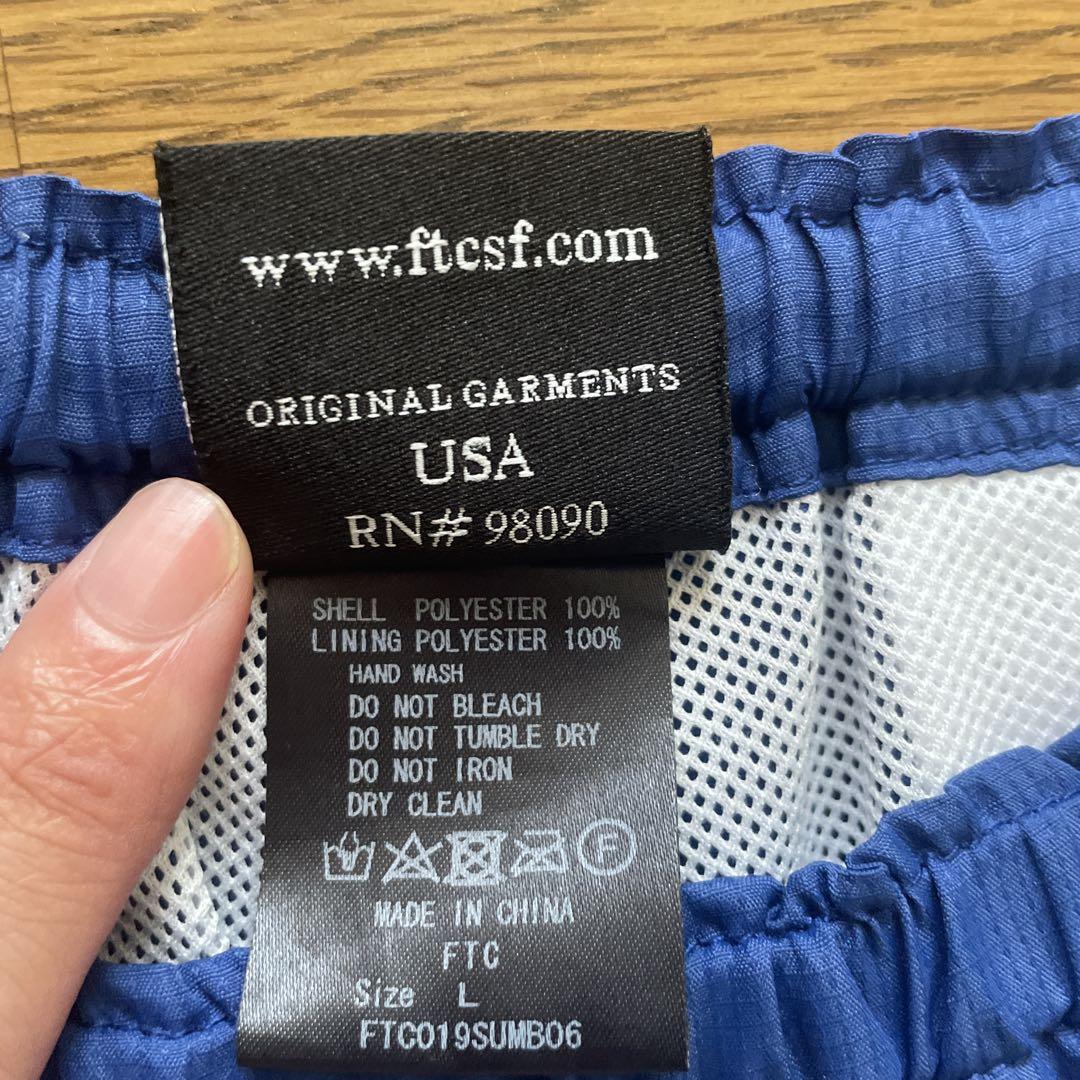 www.ftcsf.com
ORIGINAL GARMENTS
USA
RN# 98090
SHELL POLYESTER 100%
LINING POLYESTER 100%
HAND WASH
DO NOT BLEACH
DO NOT TUMBLE DRY
DO NOT IRON
DRY CLEAN
F
MADE IN CHINA
FTC
Size L
FTC019SUMB06